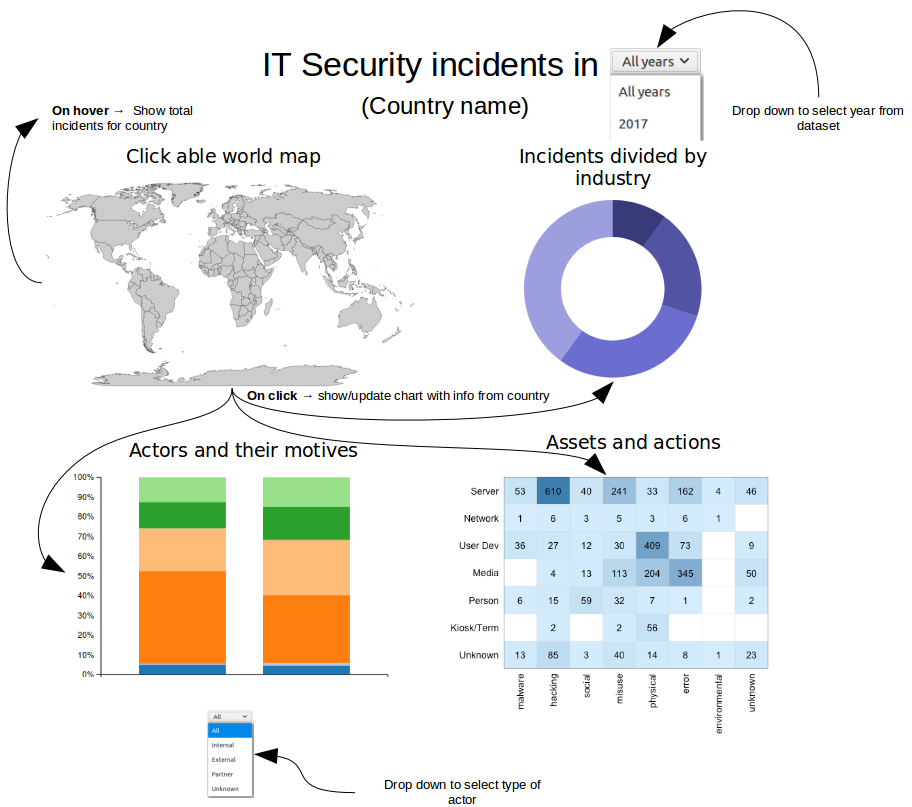 IT Security incidents in
All years
All years
2017
(Country name)
On hover → Show total
incidents for country
Drop down to select year from
dataset
Click able world map
Incidents divided by
industry
On click → show/update chart with info from country
Actors and their motives
100%
90%
80%
70%
60%
50%
40%
30%
20%
10%
0%
All
All
Internal
External
Partner
Unknown
Drop down to select type of
actor
Assets and actions
Server 53 610 40 241 33 162 4 46
Network 1 6 3 5 3 6 1
User Dev 36 27 12 30 409 73 9
Media 4 13 113 204 345 50
Person 6 15 59 32 7 1 2
Kiosk/Term 2 2 56
Unknown 13 85 3 40 14 8 1 23
malware
hacking
social
misuse
physical
error
environmental
unknown